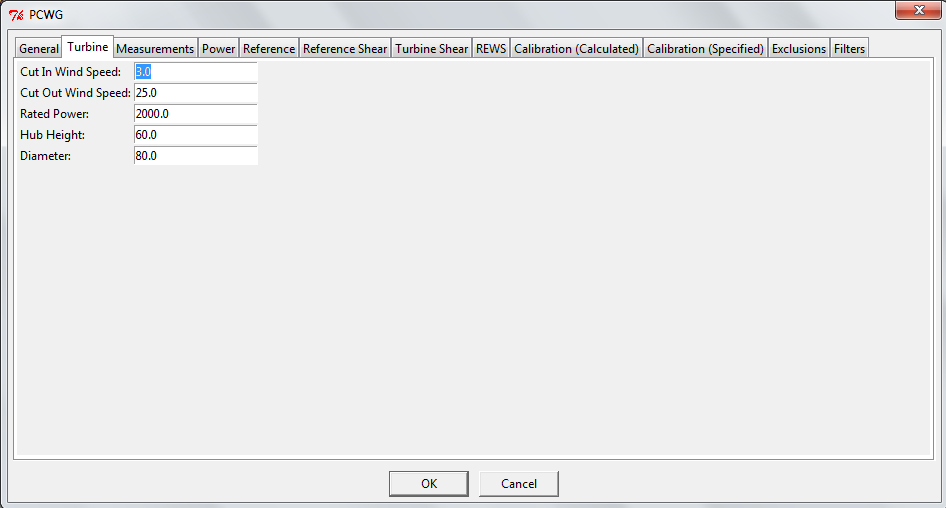 PCWG
General Turbine Measurements Power Reference Reference Shear Turbine Shear REWS Calibration (Calculated) Calibration (Specified) Exclusions Filters
Cut In Wind Speed: 3.0
Cut Out Wind Speed: 25.0
Rated Power: 2000.0
Hub Height: 60.0
Diameter: 80.0
OK Cancel